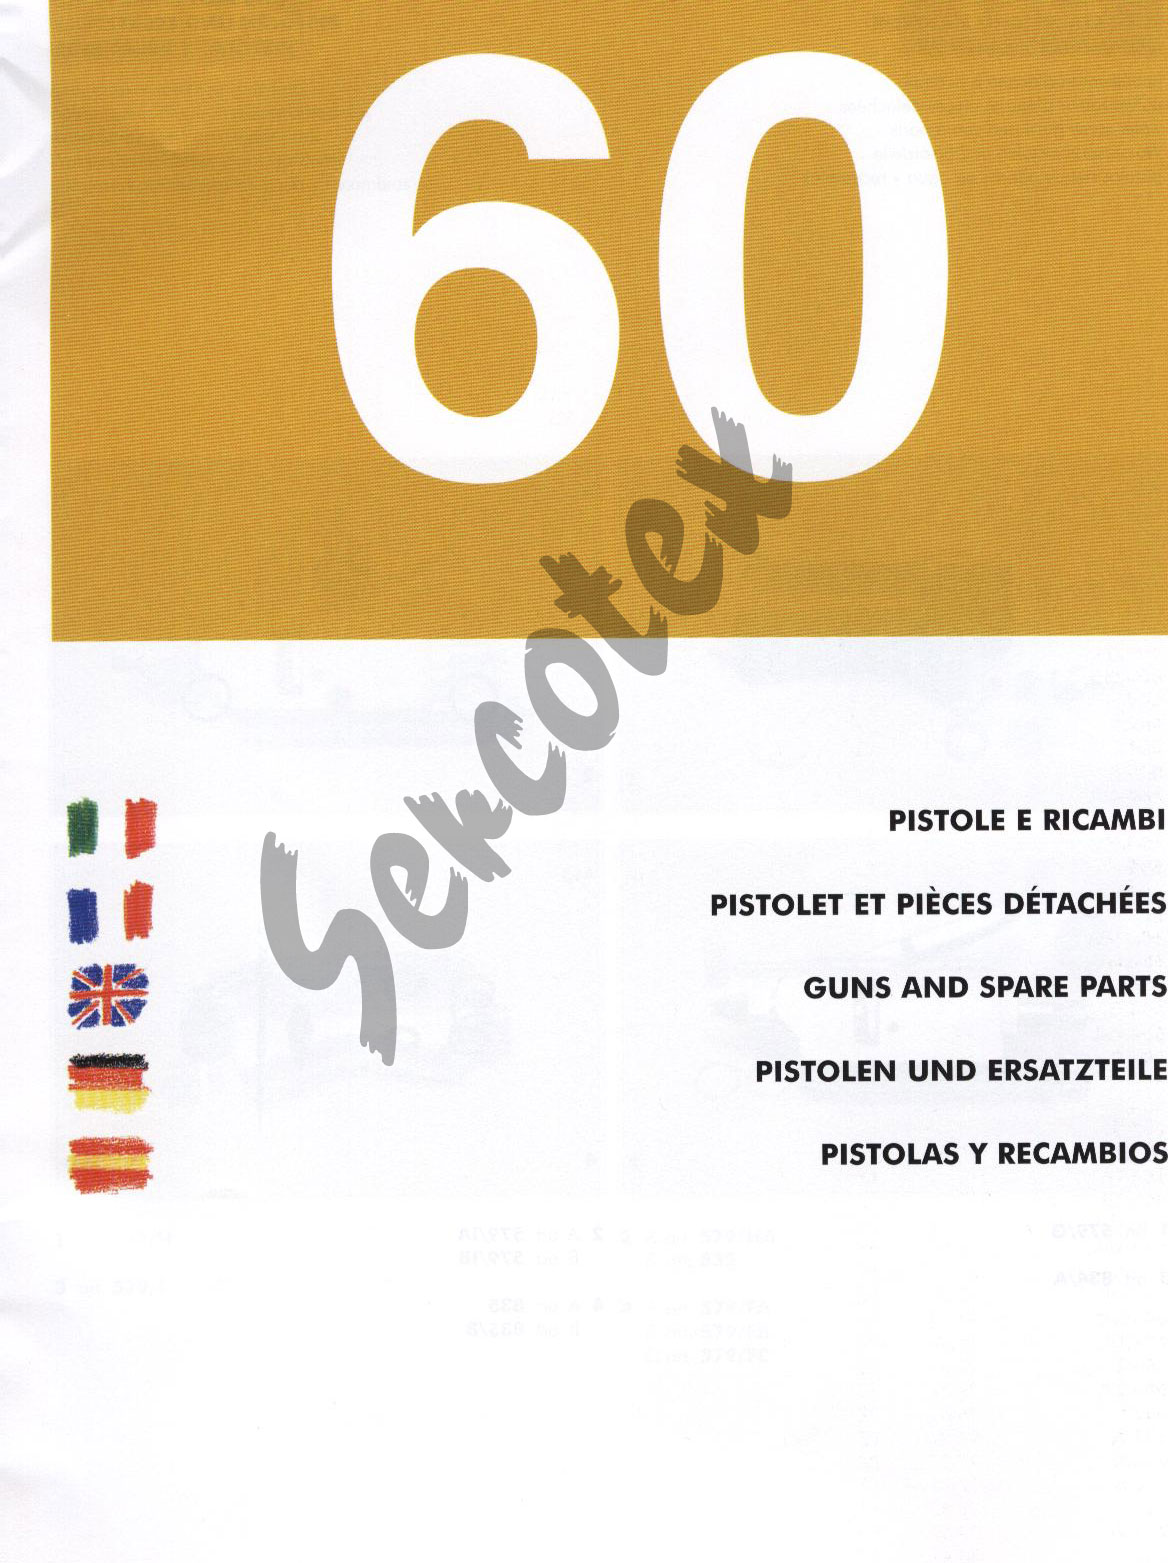 60
Sercotex
PISTOLE E RICAMBI
PISTOLET ET PIÈCES DÉTACHÉES
GUNS AND SPARE PARTS
PISTOLEN UND ERSATZTEILE
PISTOLAS Y RECAMBIOS